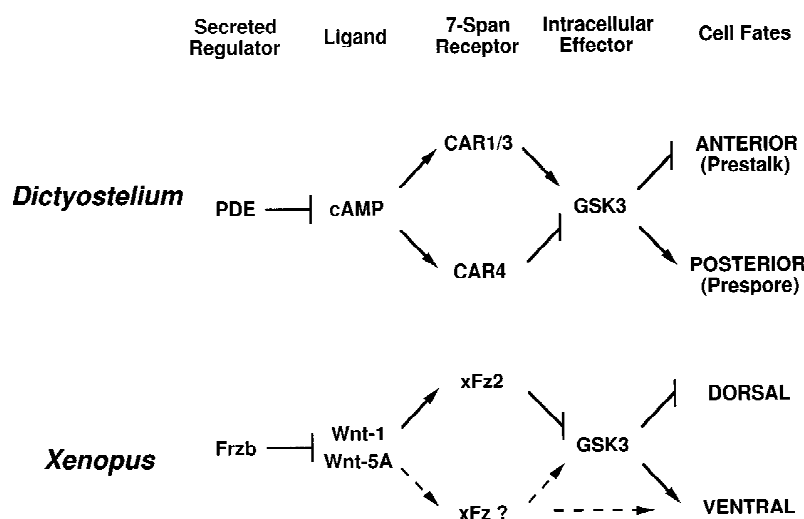 Secreted Regulator
Ligand
7-Span Receptor
Intracellular Effector
Cell Fates
Dictyostelium
PDE
cAMP
CAR1/3
CAR4
GSK3
ANTERIOR
(Prestalk)
POSTERIOR
(Prespore)
Xenopus
Frzb
Wnt-1
Wnt-5A
xFz2
xFz ?
GSK3
DORSAL
VENTRAL